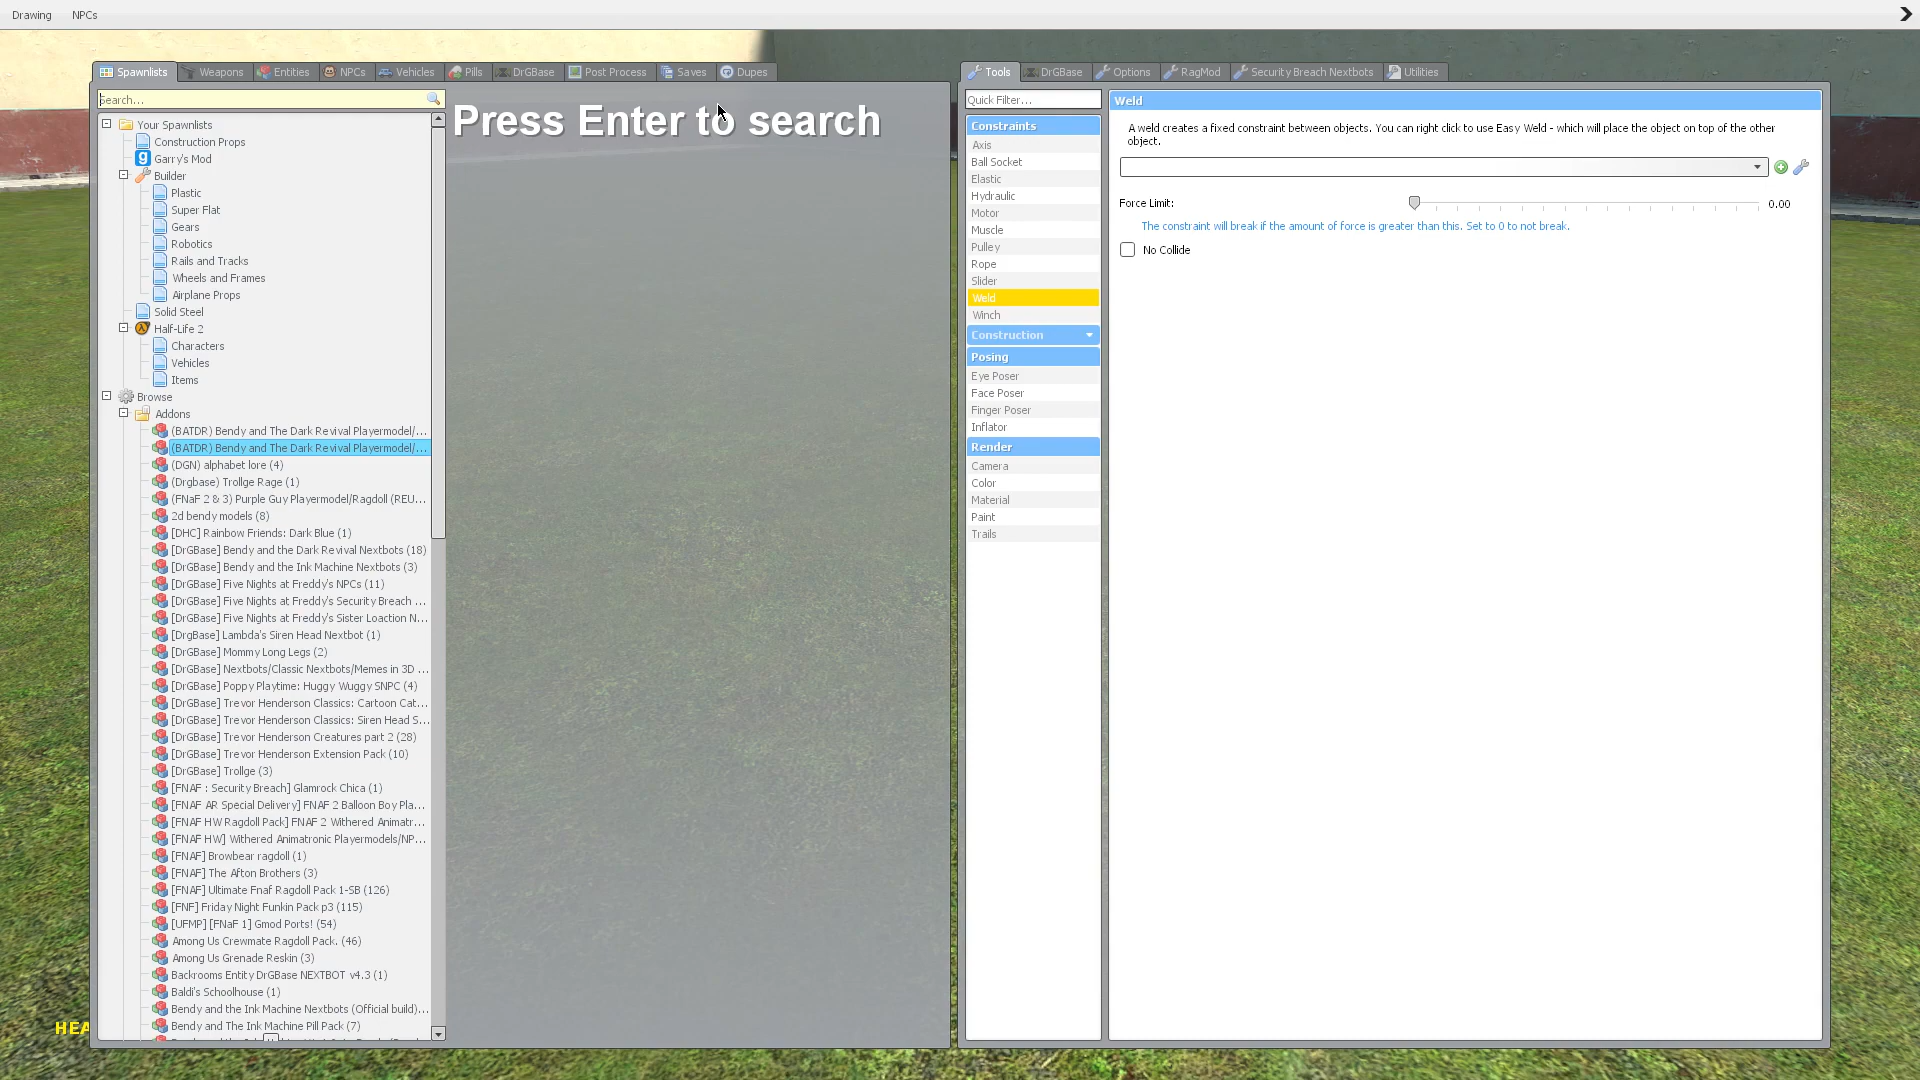 Drawing NPCs
Spawnlists Weapons Entities NPCs Vehicles Pills DrGBase Post Process Saves Dupes
Search...
Press Enter to search
Your Spawnlists
Construction Props
Garry's Mod
Builder
Plastic
Super Flat
Gears
Robotics
Rails and Tracks
Wheels and Frames
Airplane Props
Solid Steel
Half-Life 2
Characters
Vehicles
Items
Browse
Addons
(BATDR) Bendy and The Dark Revival Playermodel/...
(BATDR) Bendy and The Dark Revival Playermodel/...
(DGN) alphabet lore (4)
(Drgbase) Trollge Rage (1)
(FNaF 2 & 3) Purple Guy Playermodel/Ragdoll (REU...
2d bendy models (8)
[DHC] Rainbow Friends: Dark Blue (1)
[DrGBase] Bendy and the Dark Revival Nextbots (18)
[DrGBase] Bendy and the Ink Machine Nextbots (3)
[DrGBase] Five Nights at Freddy's NPCs (11)
[DrGBase] Five Nights at Freddy's Security Breach ...
[DrGBase] Five Nights at Freddy's Sister Loaction N...
[DrgBase] Lambda's Siren Head Nextbot (1)
[DrGBase] Mommy Long Legs (2)
[DrGBase] Nextbots/Classic Nextbots/Memes in 3D ...
[DrGBase] Poppy Playtime: Huggy Wuggy SNPC (4)
[DrGBase] Trevor Henderson Classics: Cartoon Cat...
[DrGBase] Trevor Henderson Classics: Siren Head S...
[DrGBase] Trevor Henderson Creatures part 2 (28)
[DrGBase] Trevor Henderson Extension Pack (10)
[DrGBase] Trollge (3)
[FNAF : Security Breach] Glamrock Chica (1)
[FNAF AR Special Delivery] FNAF 2 Balloon Boy Pla...
[FNAF HW Ragdoll Pack] FNAF 2 Withered Animatr...
[FNAF HW] Withered Animatronic Playermodels/NP...
[FNAF] Browbear ragdoll (1)
[FNAF] The Afton Brothers (3)
[FNAF] Ultimate Fnaf Ragdoll Pack 1-SB (126)
[FNF] Friday Night Funkin Pack p3 (115)
[UFMP] [FNaF 1] Gmod Ports! (54)
Among Us Crewmate Ragdoll Pack. (46)
Among Us Grenade Reskin (3)
Backrooms Entity DrGBase NEXTBOT v4.3 (1)
Baldi's Schoolhouse (1)
Bendy and the Ink Machine Nextbots (Official build)...
Bendy and The Ink Machine Pill Pack (7)
HEA
Tools DrGBase Options RagMod Security Breach Nextbots Utilities
Quick Filter...
Constraints
Axis
Ball Socket
Elastic
Hydraulic
Motor
Muscle
Pulley
Rope
Slider
Weld
Winch
Construction
Posing
Eye Poser
Face Poser
Finger Poser
Inflator
Render
Camera
Color
Material
Paint
Trails
Weld
A weld creates a fixed constraint between objects. You can right click to use Easy Weld - which will place the object on top of the other
object.
Force Limit: 0.00
The constraint will break if the amount of force is greater than this. Set to 0 to not break.
No Collide